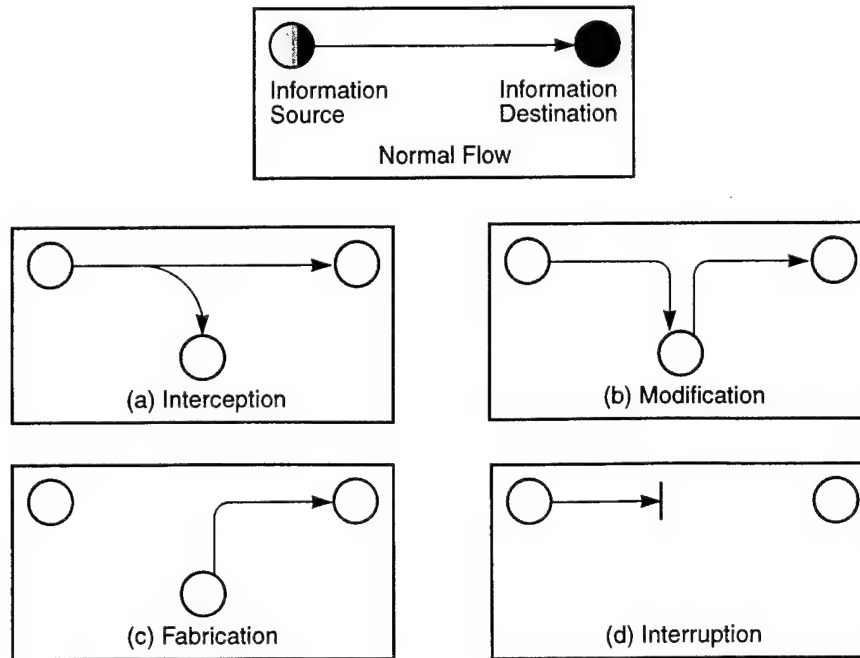 Information
Source
Information
Destination
Normal Flow
(a) Interception
(b) Modification
(c) Fabrication
(d) Interruption